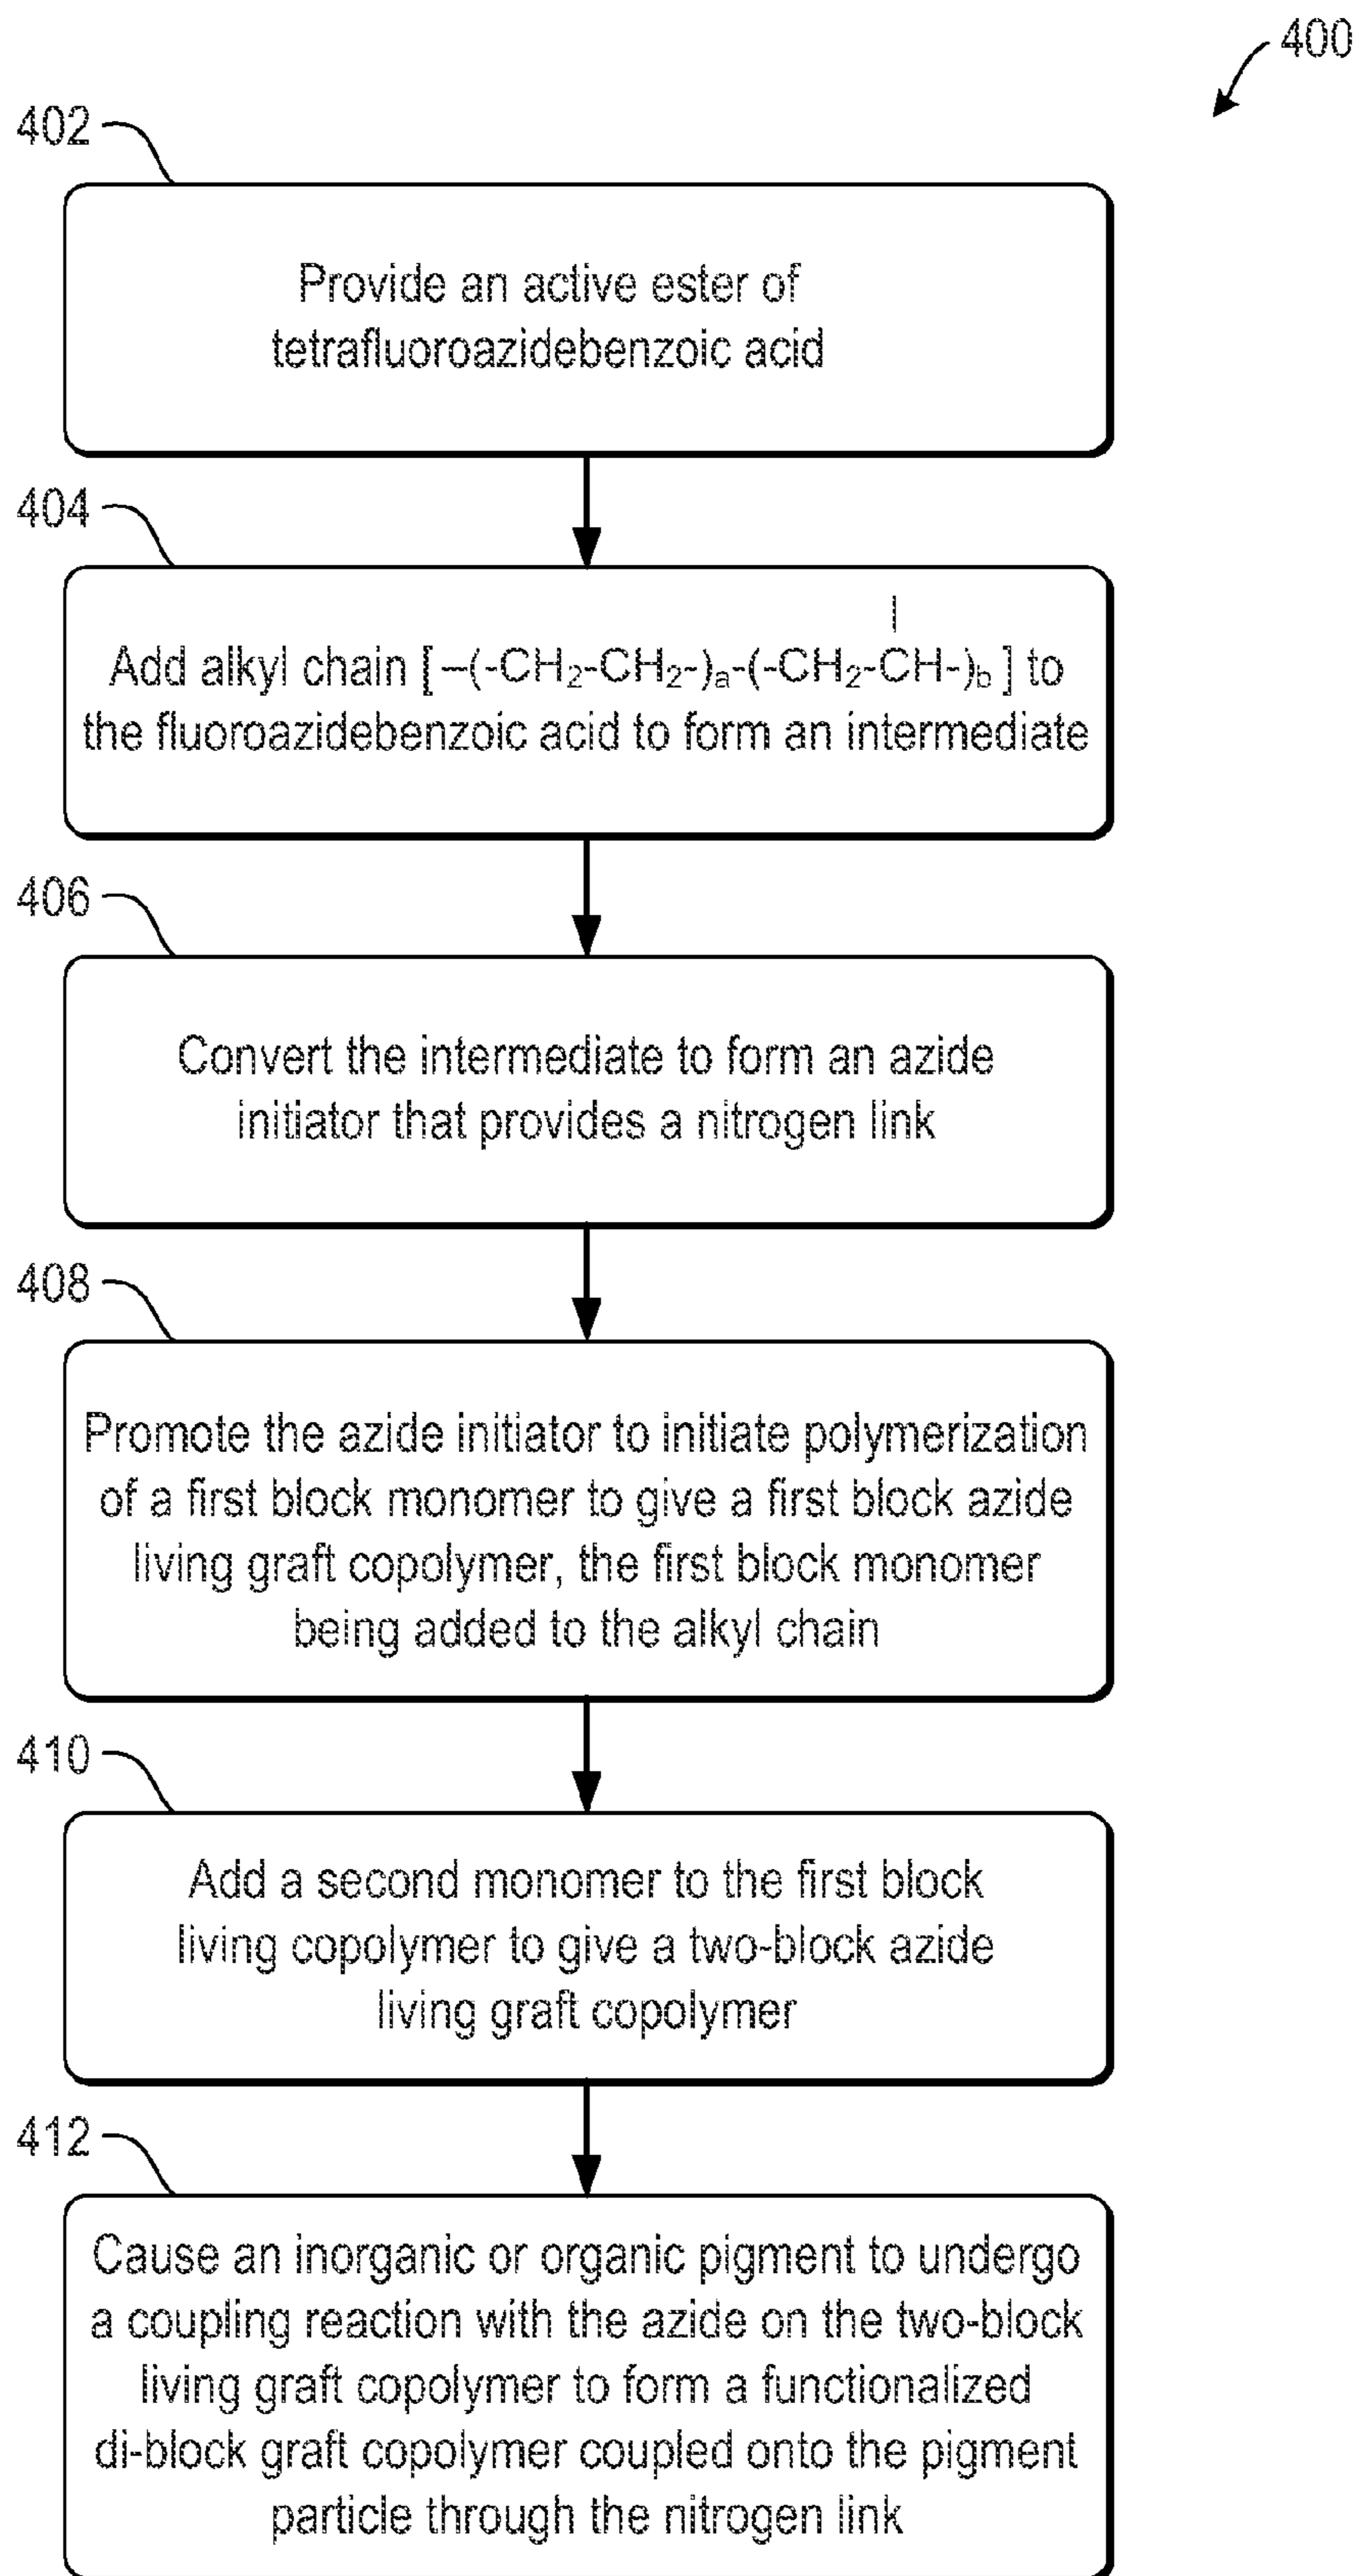 400
402
Provide an active ester of
tetrafluoroazidebenzoic acid
404
|
Add alkyl chain [ –(-CH₂-CH₂-)ₐ-(-CH₂-CH-)b ] to
the fluoroazidebenzoic acid to form an intermediate
406
Convert the intermediate to form an azide
initiator that provides a nitrogen link
408
Promote the azide initiator to initiate polymerization
of a first block monomer to give a first block azide
living graft copolymer, the first block monomer
being added to the alkyl chain
410
Add a second monomer to the first block
living copolymer to give a two-block azide
living graft copolymer
412
Cause an inorganic or organic pigment to undergo
a coupling reaction with the azide on the two-block
living graft copolymer to form a functionalized
di-block graft copolymer coupled onto the pigment
particle through the nitrogen link